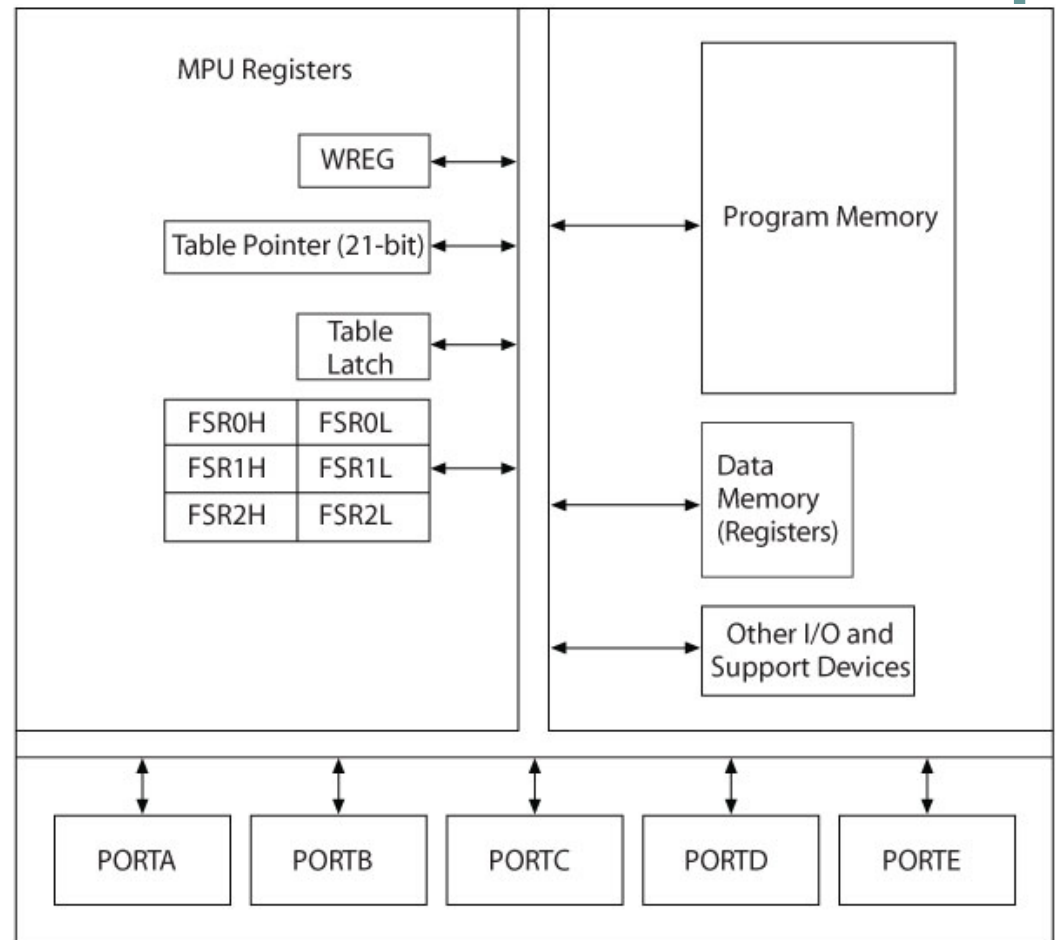 MPU Registers
WREG
Table Pointer (21-bit)
Table
Latch
FSR0H FSR0L
FSR1H FSR1L
FSR2H FSR2L
Program Memory
Data
Memory
(Registers)
Other I/O and
Support Devices
PORTA PORTB PORTC PORTD PORTE